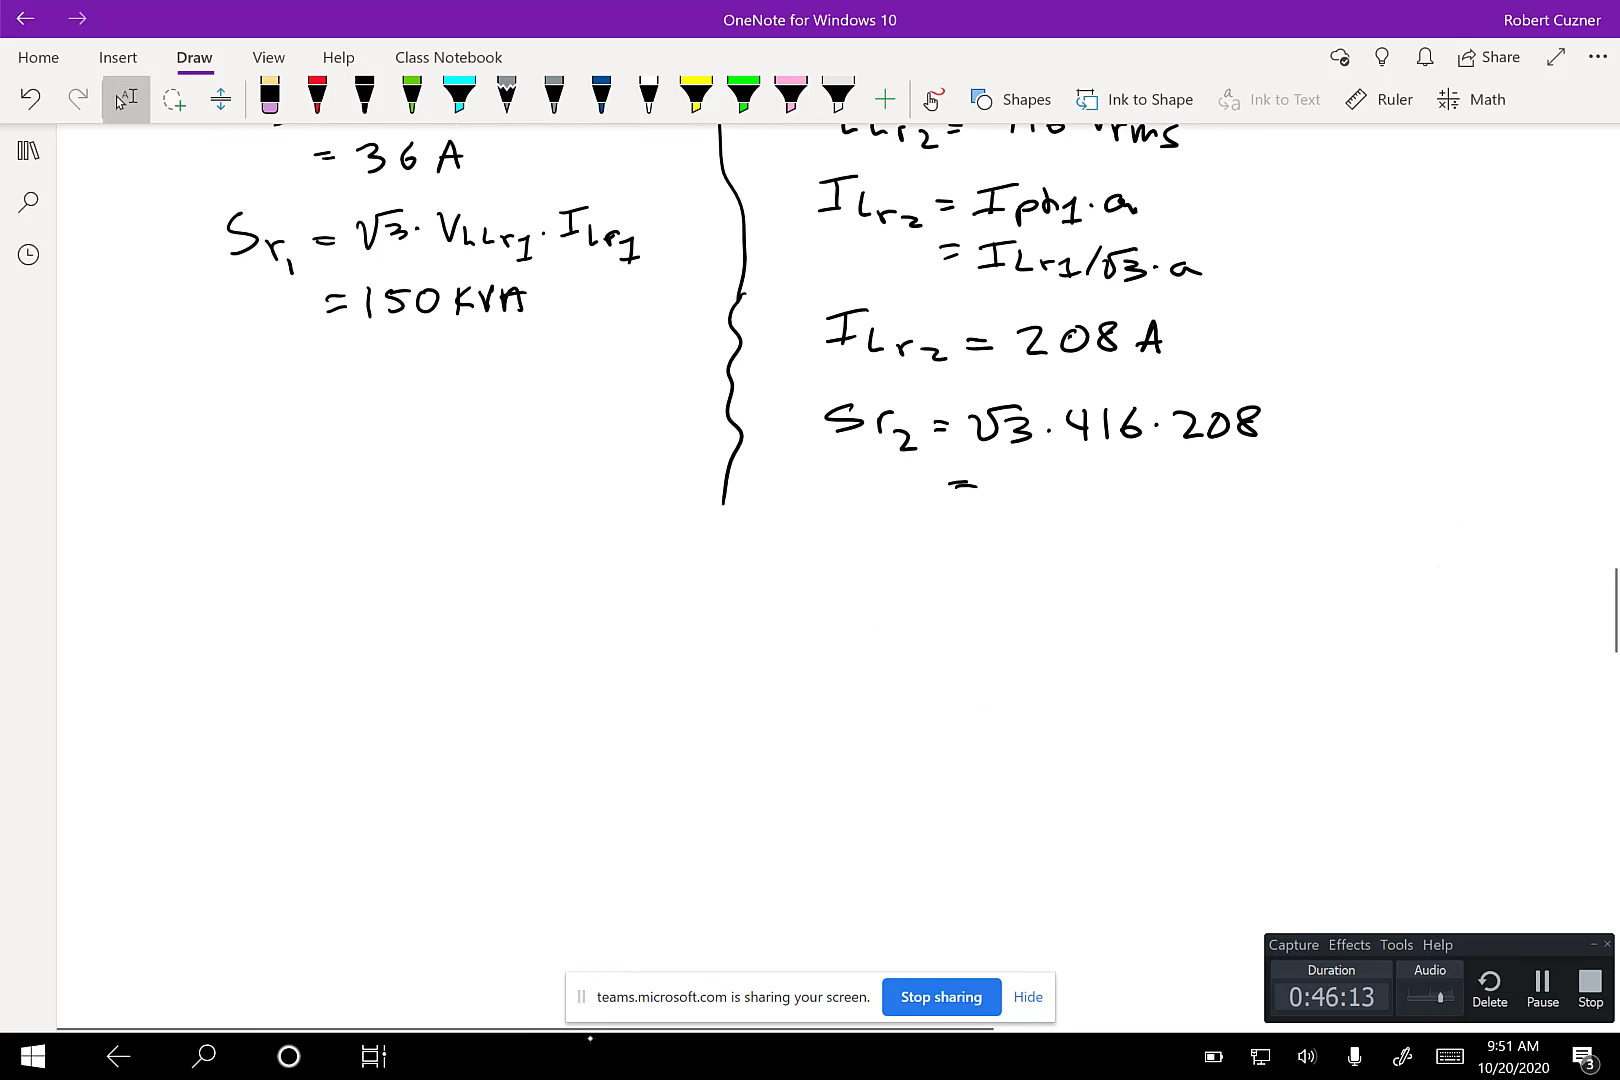 OneNote for Windows 10
Robert Cuzner
Home Insert Draw View Help Class Notebook
Share
Shapes Ink to Shape Ink to Text Ruler Math
= 36 A
Sr1 = √3 · VLLr1 · ILr1
= 150 KVA
ILr2 = Iph1 · a
= ILr1/√3 · a
ILr2 = 208 A
Sr2 = √3 · 416 · 208
=
Capture Effects Tools Help
Duration Audio
0:46:13
Delete Pause Stop
teams.microsoft.com is sharing your screen. Stop sharing Hide
9:51 AM
10/20/2020
3